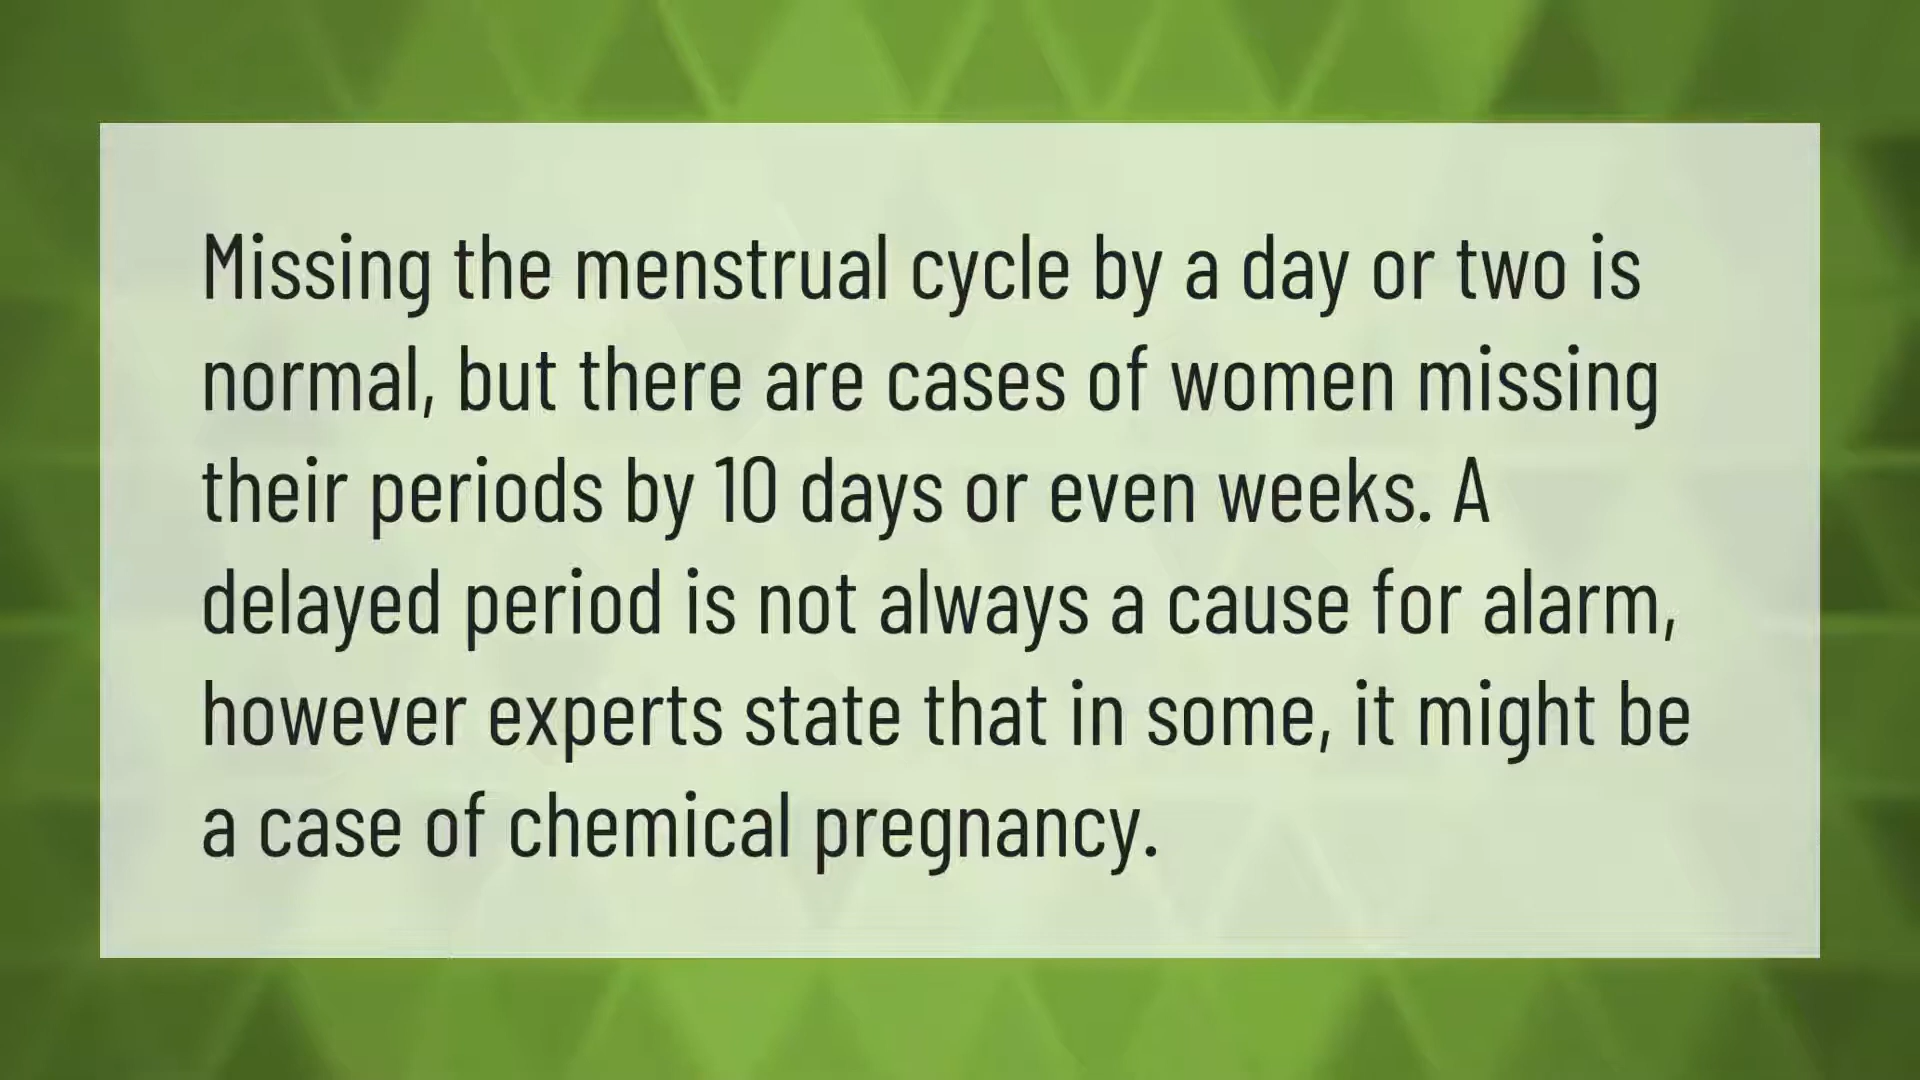 Missing the menstrual cycle by a day or two is
normal, but there are cases of women missing
their periods by 10 days or even weeks. A
delayed period is not always a cause for alarm,
however experts state that in some, it might be
a case of chemical pregnancy.